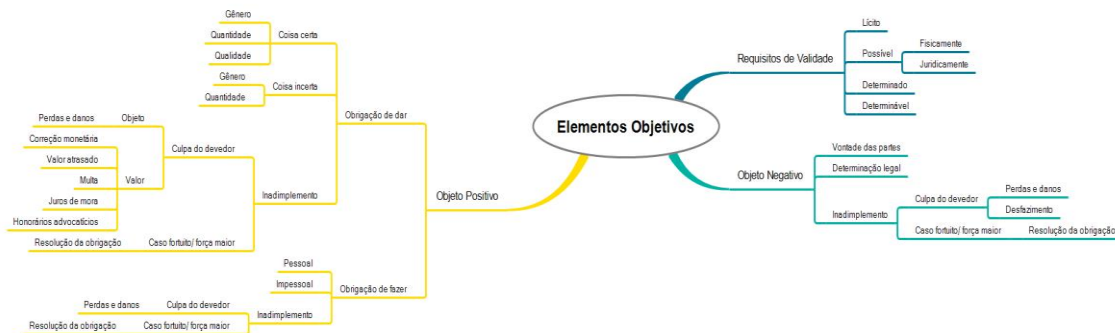 Elementos Objetivos
Requisitos de Validade
Lícito
Possível
Fisicamente
Juridicamente
Determinado
Determinável
Objeto Negativo
Vontade das partes
Determinação legal
Inadimplemento
Culpa do devedor
Perdas e danos
Desfazimento
Caso fortuito/ força maior
Resolução da obrigação
Objeto Positivo
Obrigação de dar
Coisa certa
Gênero
Quantidade
Qualidade
Coisa incerta
Gênero
Quantidade
Inadimplemento
Culpa do devedor
Objeto
Perdas e danos
Valor
Correção monetária
Valor atrasado
Multa
Juros de mora
Honorários advocatícios
Caso fortuito/ força maior
Resolução da obrigação
Obrigação de fazer
Pessoal
Impessoal
Inadimplemento
Culpa do devedor
Perdas e danos
Caso fortuito/ força maior
Resolução da obrigação